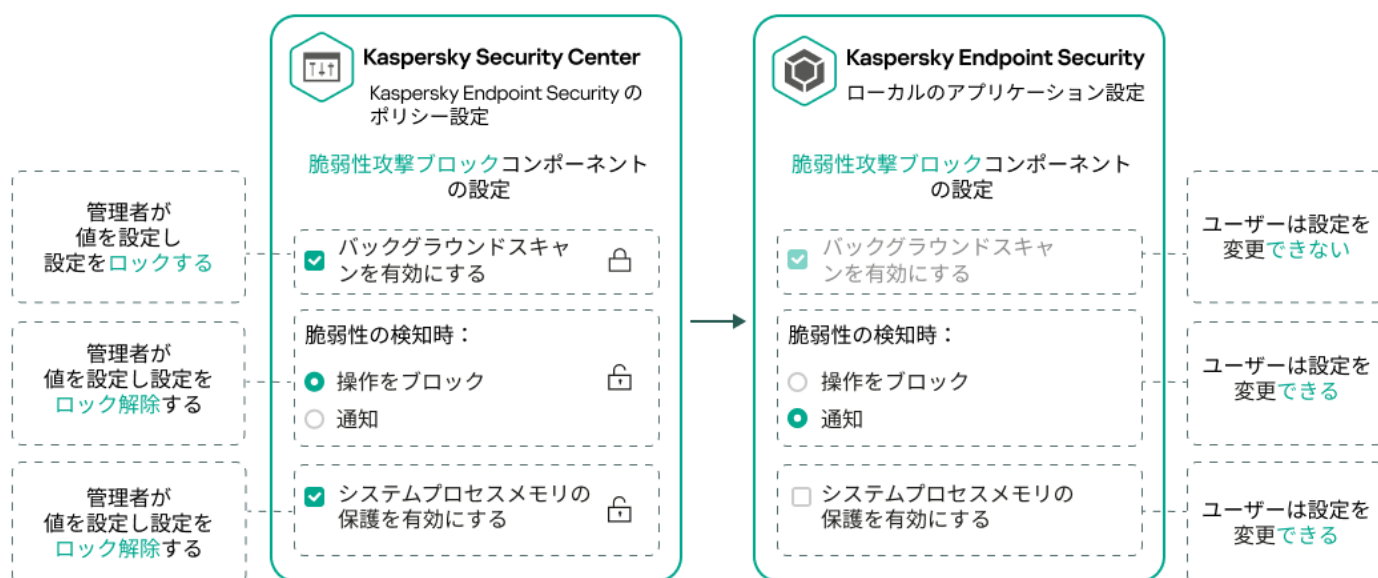 Kaspersky Security Center
Kaspersky Endpoint Security の
ポリシー設定
脆弱性攻撃ブロックコンポーネント
の設定
管理者が
値を設定し
設定をロックする
バックグラウンドスキャ
ンを有効にする
管理者が
値を設定し設定を
ロック解除する
脆弱性の検知時：
操作をブロック
通知
管理者が
値を設定し設定を
ロック解除する
システムプロセスメモリの
保護を有効にする
Kaspersky Endpoint Security
ローカルのアプリケーション設定
脆弱性攻撃ブロックコンポーネント
の設定
バックグラウンドスキャ
ンを有効にする
ユーザーは設定を
変更できない
脆弱性の検知時：
操作をブロック
通知
ユーザーは設定を
変更できる
システムプロセスメモリの
保護を有効にする
ユーザーは設定を
変更できる